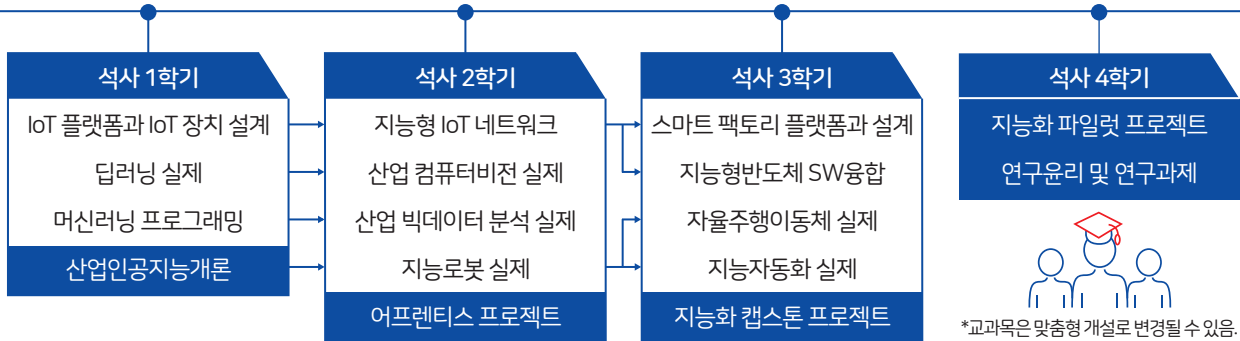 석사 1학기
IoT 플랫폼과 IoT 장치 설계
딥러닝 실제
머신러닝 프로그래밍
산업인공지능개론
석사 2학기
지능형 IoT 네트워크
산업 컴퓨터비전 실제
산업 빅데이터 분석 실제
지능로봇 실제
어프렌티스 프로젝트
석사 3학기
스마트 팩토리 플랫폼과 설계
지능형반도체 SW융합
자율주행이동체 실제
지능자동화 실제
지능화 캡스톤 프로젝트
석사 4학기
지능화 파일럿 프로젝트
연구윤리 및 연구과제
*교과목은 맞춤형 개설로 변경될 수 있음.